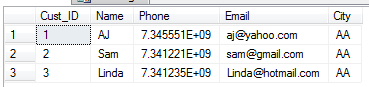 Cust_ID Name Phone Email City
1 1 AJ 7.345551E+09 aj@yahoo.com AA
2 2 Sam 7.341221E+09 sam@gmail.com AA
3 3 Linda 7.341235E+09 Linda@hotmail.com AA